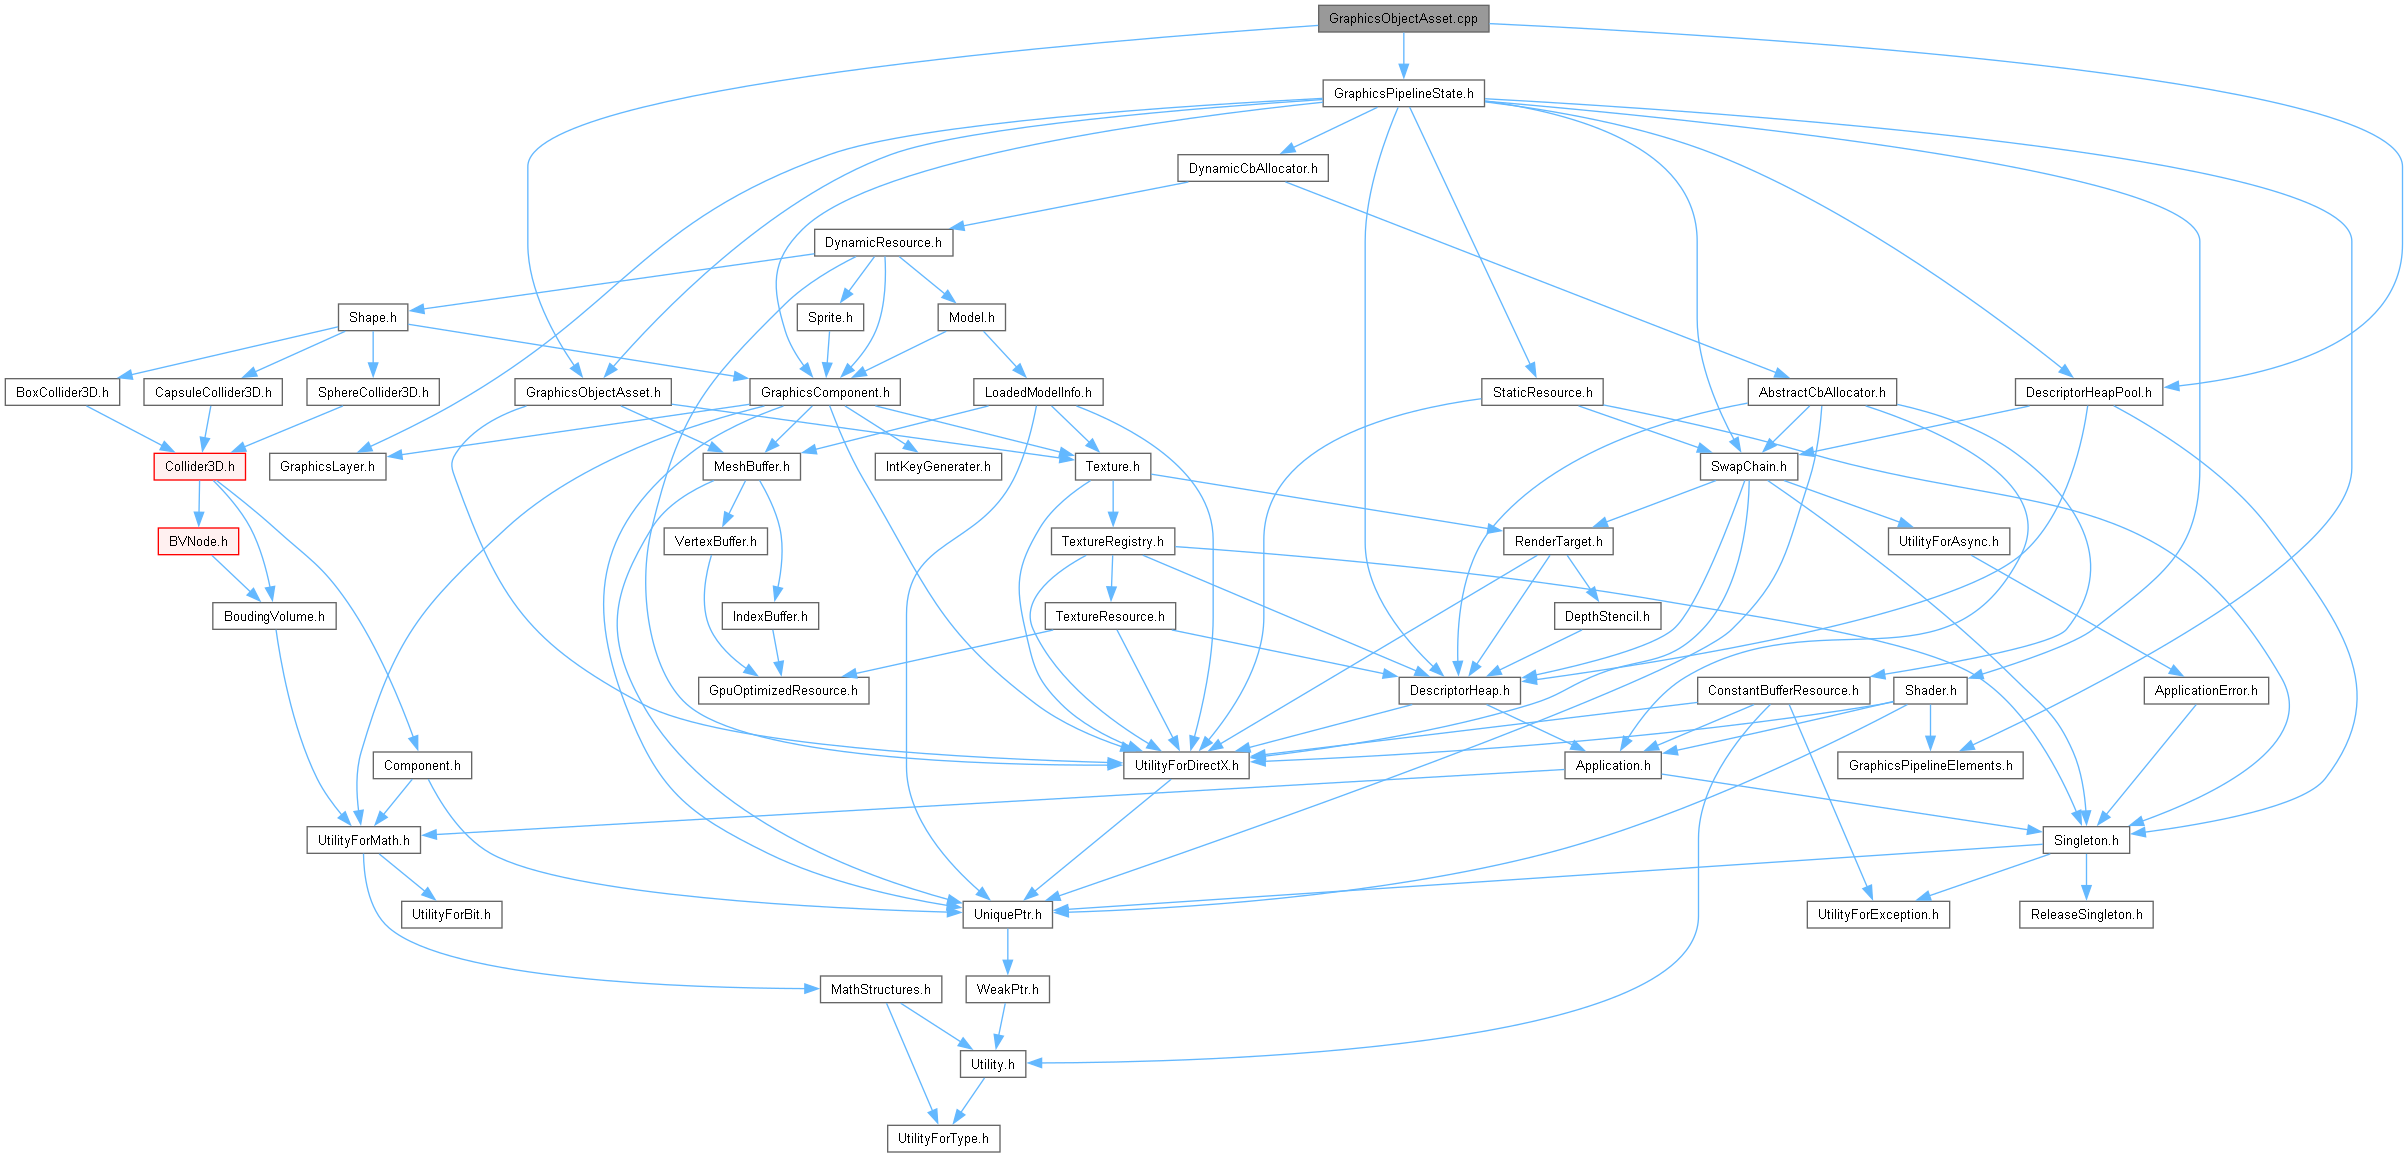 GraphicsObjectAsset.cpp
GraphicsPipelineState.h
DynamicCbAllocator.h
DynamicResource.h
Shape.h
Sprite.h
Model.h
BoxCollider3D.h
CapsuleCollider3D.h
SphereCollider3D.h
GraphicsObjectAsset.h
GraphicsComponent.h
LoadedModelInfo.h
StaticResource.h
AbstractCbAllocator.h
DescriptorHeapPool.h
Collider3D.h
GraphicsLayer.h
MeshBuffer.h
IntKeyGenerater.h
Texture.h
SwapChain.h
BVNode.h
VertexBuffer.h
TextureRegistry.h
RenderTarget.h
UtilityForAsync.h
BoudingVolume.h
IndexBuffer.h
TextureResource.h
DepthStencil.h
GpuOptimizedResource.h
DescriptorHeap.h
ConstantBufferResource.h
Shader.h
ApplicationError.h
Component.h
UtilityForDirectX.h
Application.h
GraphicsPipelineElements.h
UtilityForMath.h
Singleton.h
UtilityForBit.h
UniquePtr.h
UtilityForException.h
ReleaseSingleton.h
MathStructures.h
WeakPtr.h
Utility.h
UtilityForType.h